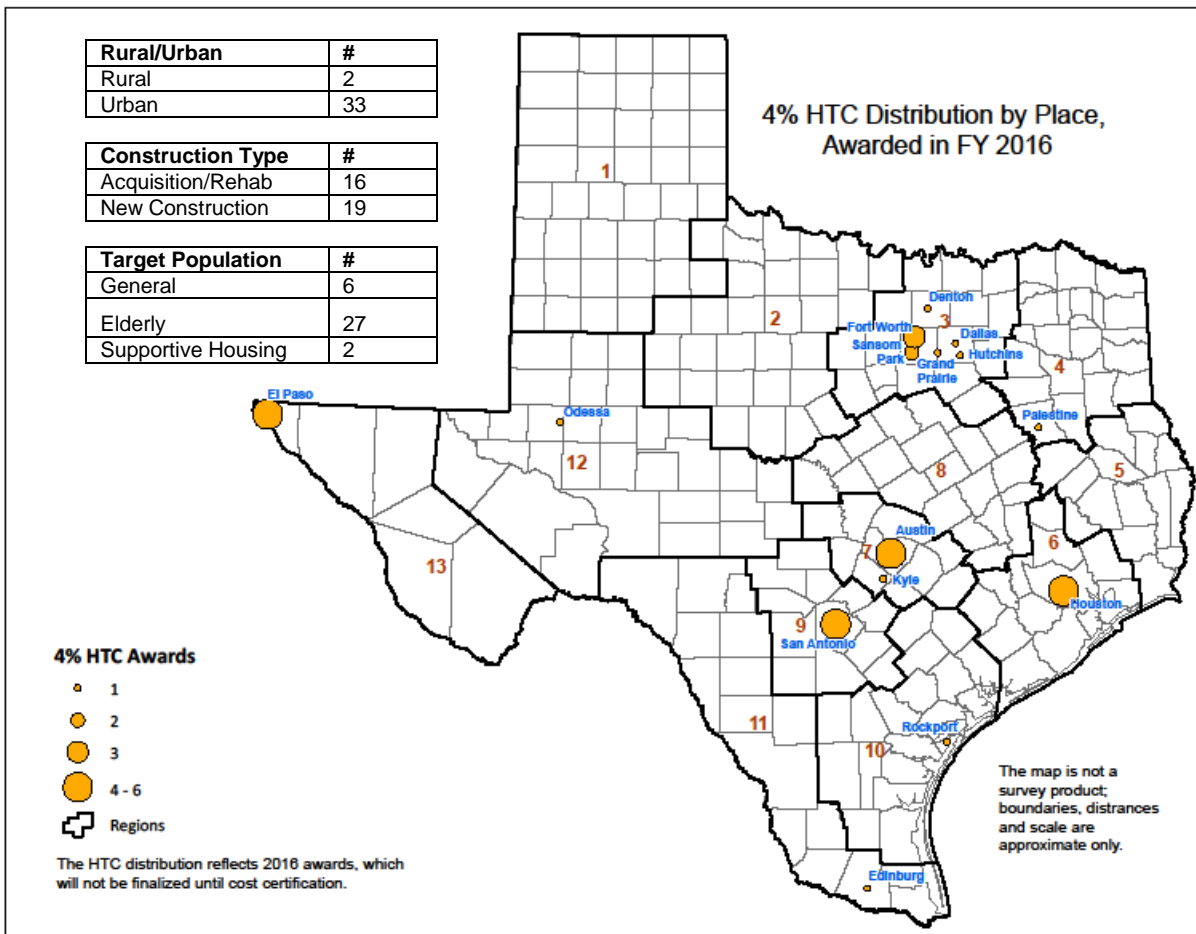 Rural/Urban #
Rural 2
Urban 33
Construction Type #
Acquisition/Rehab 16
New Construction 19
Target Population #
General 6
Elderly 27
Supportive Housing 2
4% HTC Distribution by Place,
Awarded in FY 2016
1
2
Denton
3
Fort Worth
Dallas
Sansom
Park
Hutchins
Grand
Prairie
4
El Paso
Odessa
Palestine
12
8
5
Austin
7
6
13
Kyle
Houston
9
San Antonio
11
Rockport
10
Edinburg
4% HTC Awards
1
2
3
4 - 6
Regions
The HTC distribution reflects 2016 awards, which
will not be finalized until cost certification.
The map is not a
survey product;
boundaries, distrances
and scale are
approximate only.